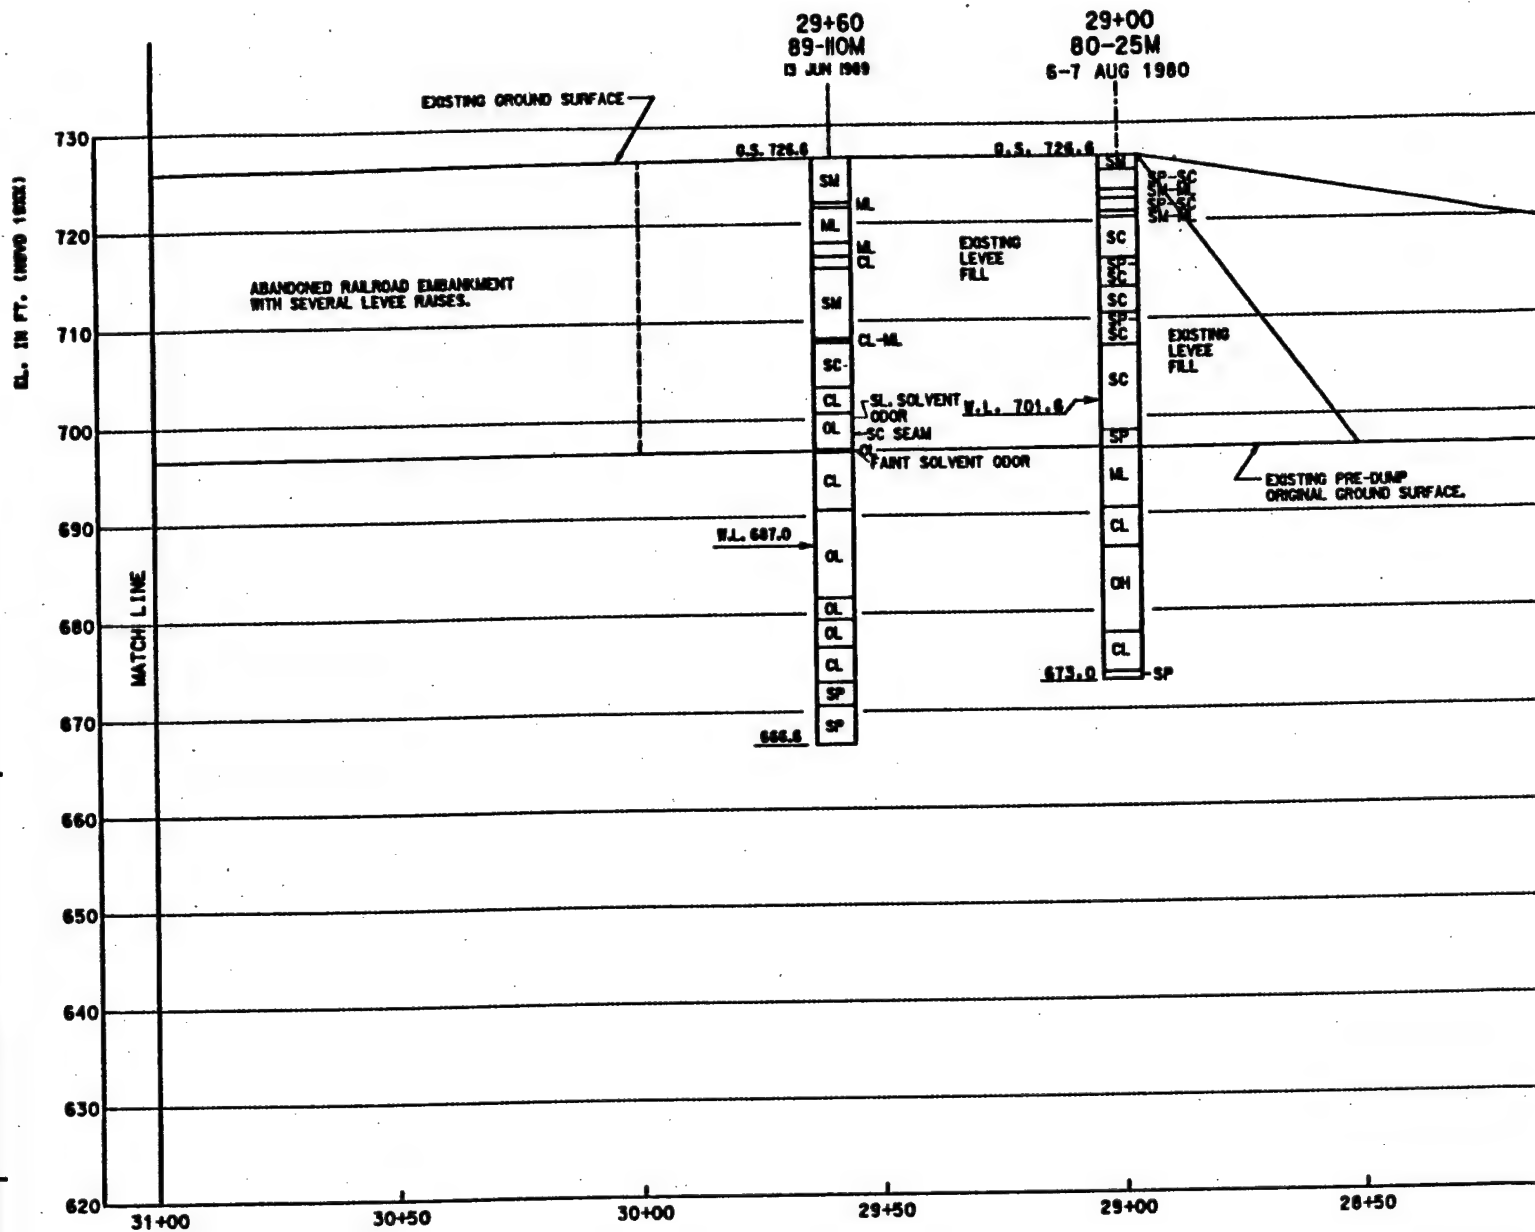 29+60
89-110M
13 JUN 1989
29+00
80-25M
6-7 AUG 1980
EXISTING GROUND SURFACE
EL. IN FT.
730
720
710
700
690
680
670
660
650
640
630
620
G.S. 726.6
G.S. 726.6
ABANDONED RAILROAD EMBANKMENT
WITH SEVERAL LEVEE RAISES.
MATCH LINE
SM
ML
ML
ML
CL
SM
CL-ML
SC
CL
SL. SOLVENT
ODOR
OL
SC SEAM
OL
FAINT SOLVENT ODOR
CL
W.L. 687.0
OL
OL
OL
CL
SP
SP
666.6
EXISTING
LEVEE
FILL
SM
SP-SC
SM-ML
SP-SC
SM-ML
SC
SP
SC
SC
SP
SC
SC
W.L. 701.6
SP
ML
CL
OH
CL
673.0
SP
EXISTING
LEVEE
FILL
EXISTING PRE-DUMP
ORIGINAL GROUND SURFACE.
31+00
30+50
30+00
29+50
29+00
28+50